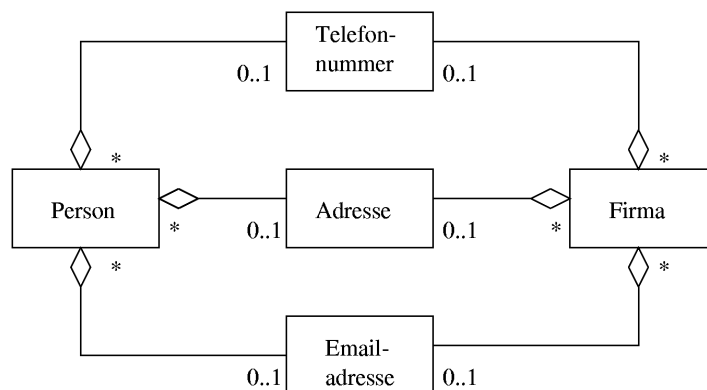 Telefon-
nummer
0..1
0..1
*
*
Person
Adresse
Firma
*
0..1
0..1
*
*
*
Email-
adresse
0..1
0..1